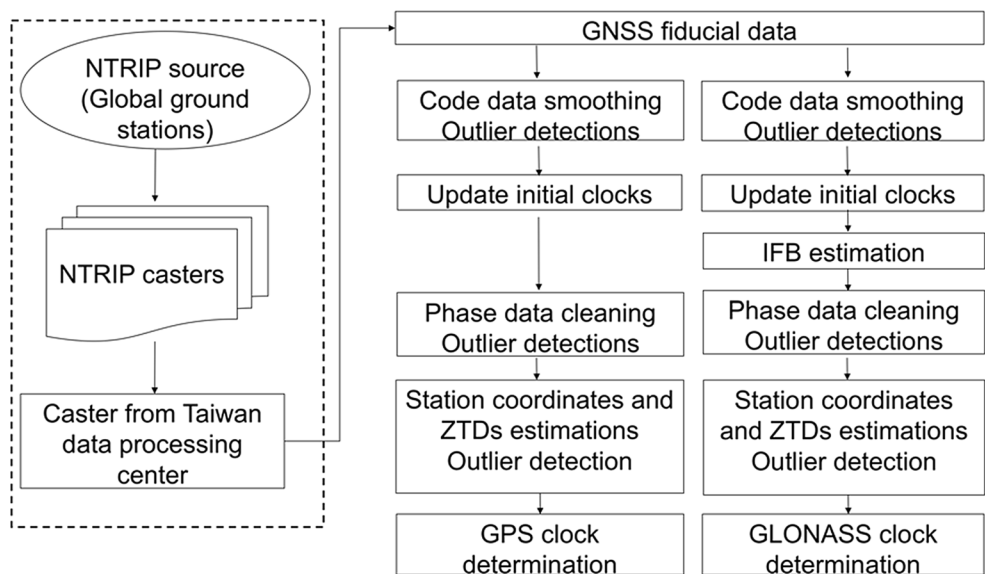 NTRIP source
(Global ground
stations)
NTRIP casters
Caster from Taiwan
data processing
center
GNSS fiducial data
Code data smoothing
Outlier detections
Update initial clocks
Phase data cleaning
Outlier detections
Station coordinates and
ZTDs estimations
Outlier detection
GPS clock
determination
Code data smoothing
Outlier detections
Update initial clocks
IFB estimation
Phase data cleaning
Outlier detections
Station coordinates
and ZTDs estimations
Outlier detection
GLONASS clock
determination